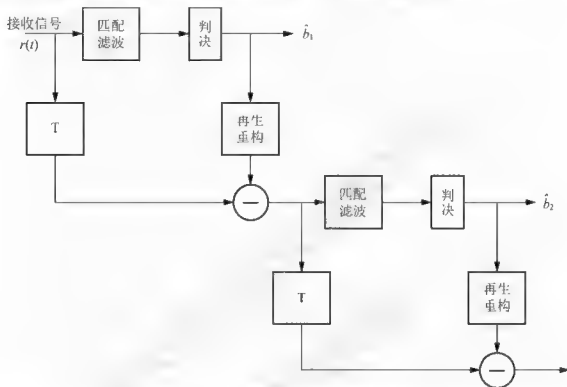 接收信号
r(t)
匹配
滤波
判
决
b̂₁
T
再生
重构
—
匹配
滤波
判
决
b̂₂
T
再生
重构
—